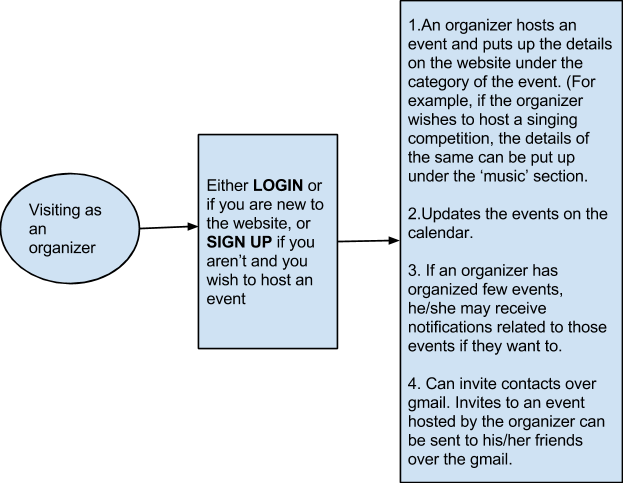 Visiting as
an
organizer
Either LOGIN or
if you are new to
the website, or
SIGN UP if you
aren't and you
wish to host an
event
1.An organizer hosts an
event and puts up the details
on the website under the
category of the event. (For
example, if the organizer
wishes to host a singing
competition, the details of
the same can be put up
under the ‘music’ section.
2.Updates the events on the
calendar.
3. If an organizer has
organized few events,
he/she may receive
notifications related to those
events if they want to.
4. Can invite contacts over
gmail. Invites to an event
hosted by the organizer can
be sent to his/her friends
over the gmail.